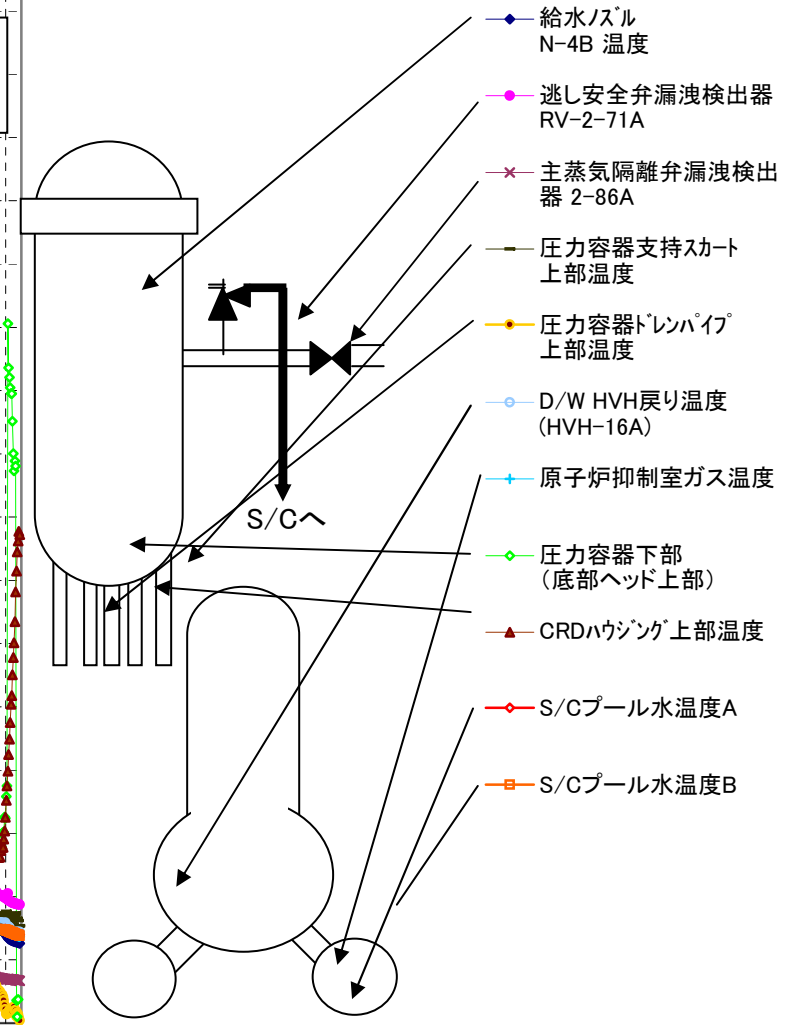 給水ノズル
N-4B 温度
逃し安全弁漏洩検出器
RV-2-71A
主蒸気隔離弁漏洩検出
器 2-86A
圧力容器支持スカート
上部温度
圧力容器ドレンパイプ
上部温度
D/W HVH戻り温度
(HVH-16A)
原子炉抑制室ガス温度
S/Cへ
圧力容器下部
（底部ヘッド上部）
CRDハウジング上部温度
S/Cプール水温度A
S/Cプール水温度B